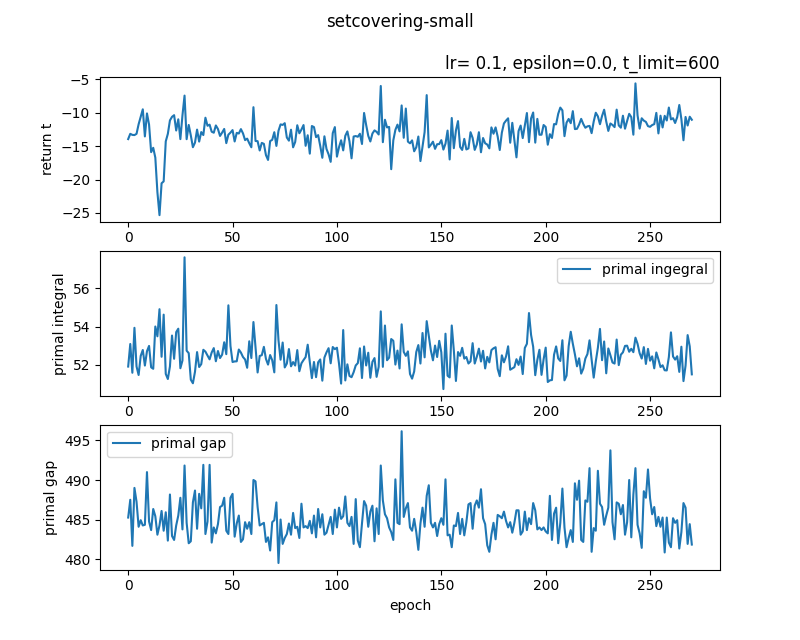 setcovering-small
lr= 0.1, epsilon=0.0, t_limit=600
return t
−5
−10
−15
−20
−25
0 50 100 150 200 250
primal integral
primal ingegral
56
54
52
0 50 100 150 200 250
primal gap
primal gap
495
490
485
480
0 50 100 150 200 250
epoch